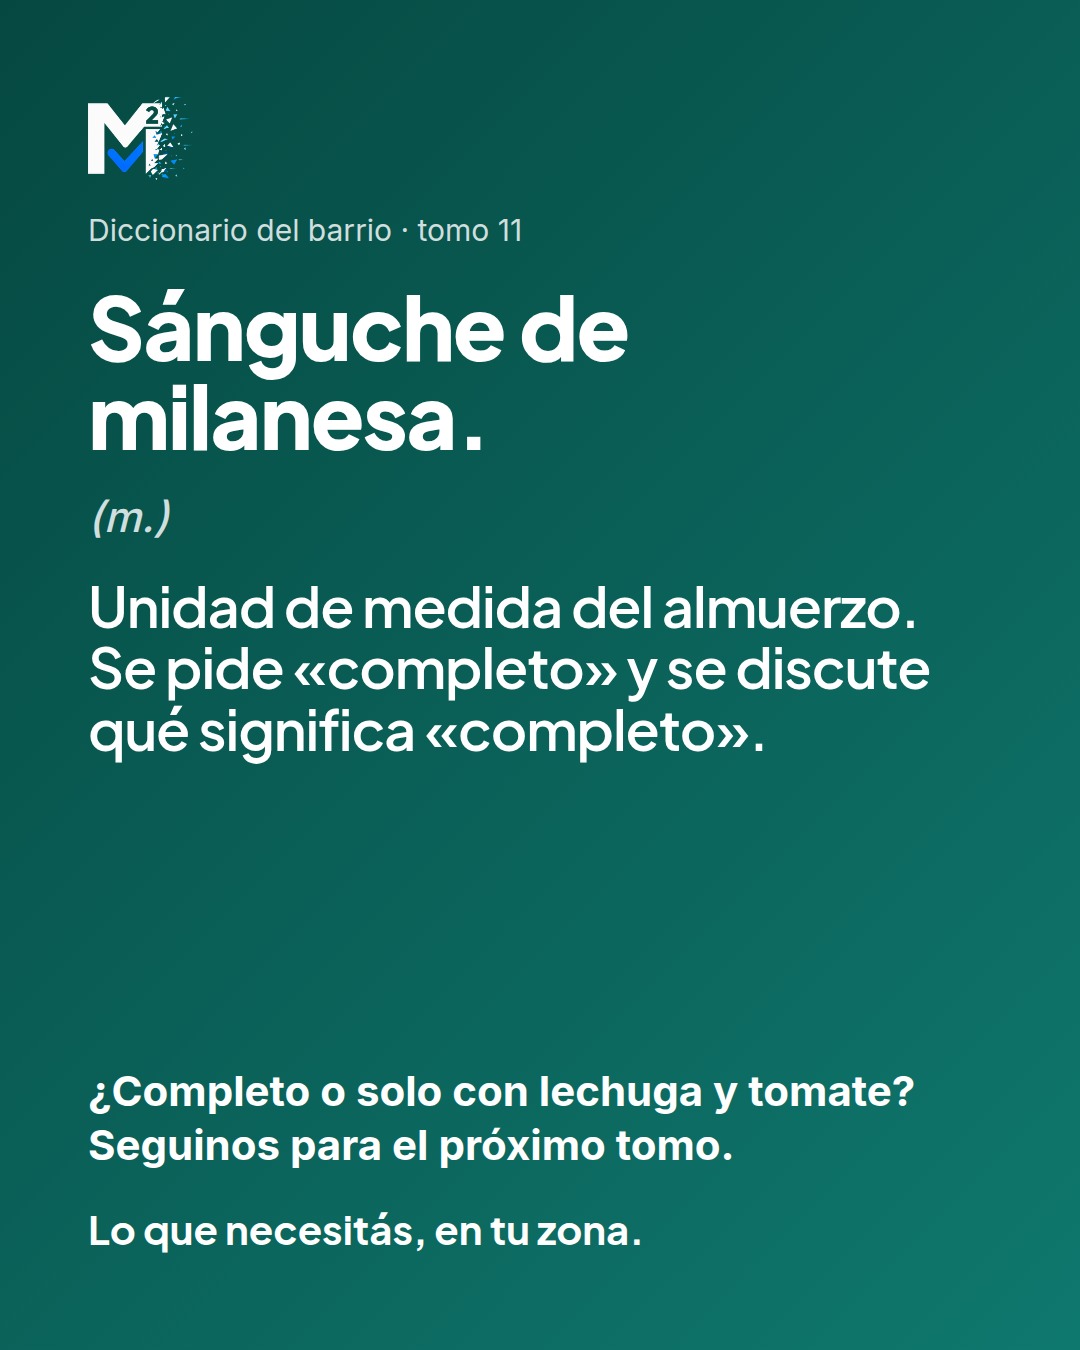 M2
Diccionario del barrio · tomo 11
Sánguche de
milanesa.
(m.)
Unidad de medida del almuerzo.
Se pide «completo» y se discute
qué significa «completo».
¿Completo o solo con lechuga y tomate?
Seguinos para el próximo tomo.
Lo que necesitás, en tu zona.